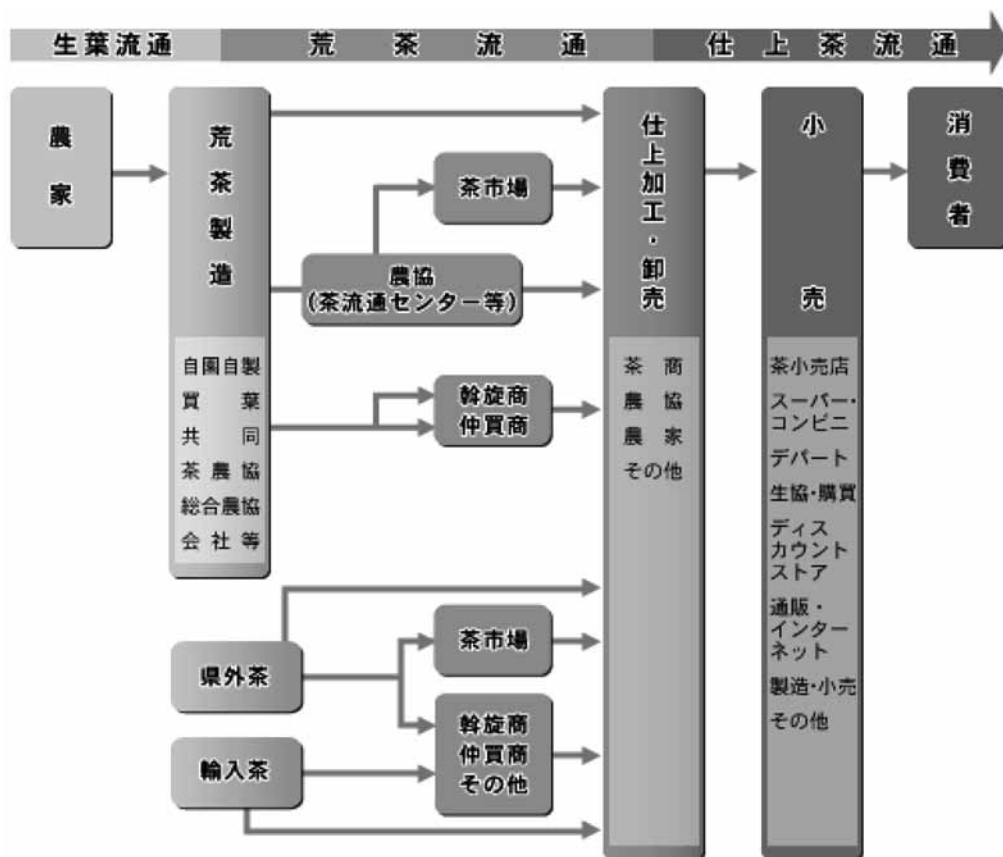 生葉流通
荒茶流通
仕上茶流通
農家
荒茶製造
自園自製
買葉
共同
茶農協
総合農協
会社等
茶市場
農協
(茶流通センター等)
斡旋商
仲買商
県外茶
輸入茶
茶市場
斡旋商
仲買商
その他
仕上加工・卸売
茶商
農協
農家
その他
小売
茶小売店
スーパー・
コンビニ
デパート
生協・購買
ディス
カウント
ストア
通販・
インター
ネット
製造・小売
その他
消費者